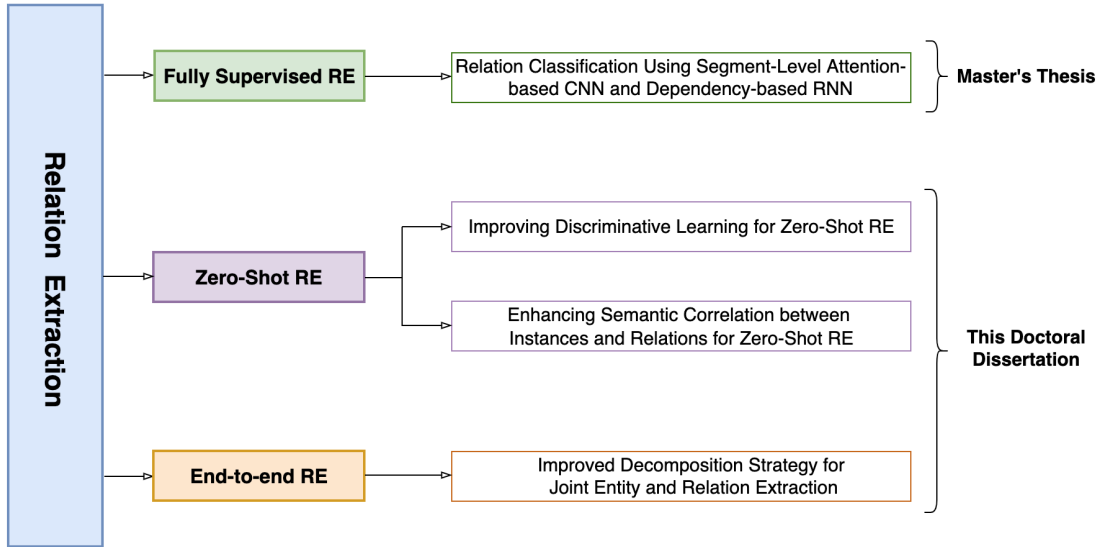 Relation Extraction
Fully Supervised RE
Relation Classification Using Segment-Level Attention-
based CNN and Dependency-based RNN
Master's Thesis
Zero-Shot RE
Improving Discriminative Learning for Zero-Shot RE
Enhancing Semantic Correlation between
Instances and Relations for Zero-Shot RE
This Doctoral
Dissertation
End-to-end RE
Improved Decomposition Strategy for
Joint Entity and Relation Extraction